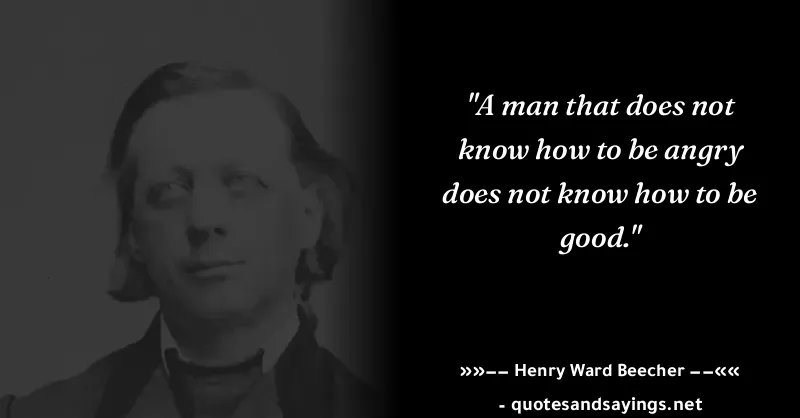 "A man that does not
know how to be angry
does not know how to be
good."
»»−− Henry Ward Beecher −−««
- quotesandsayings.net